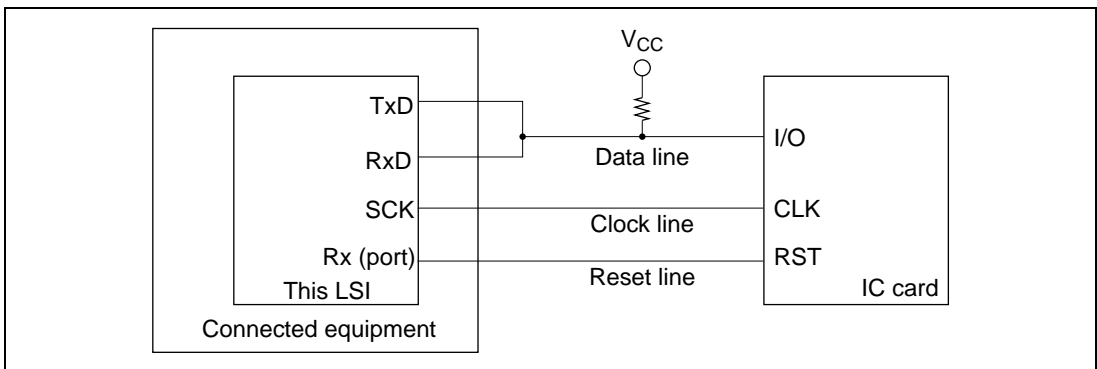 VCC
TxD
I/O
RxD
Data line
SCK
CLK
Clock line
Rx (port)
RST
Reset line
This LSI
IC card
Connected equipment